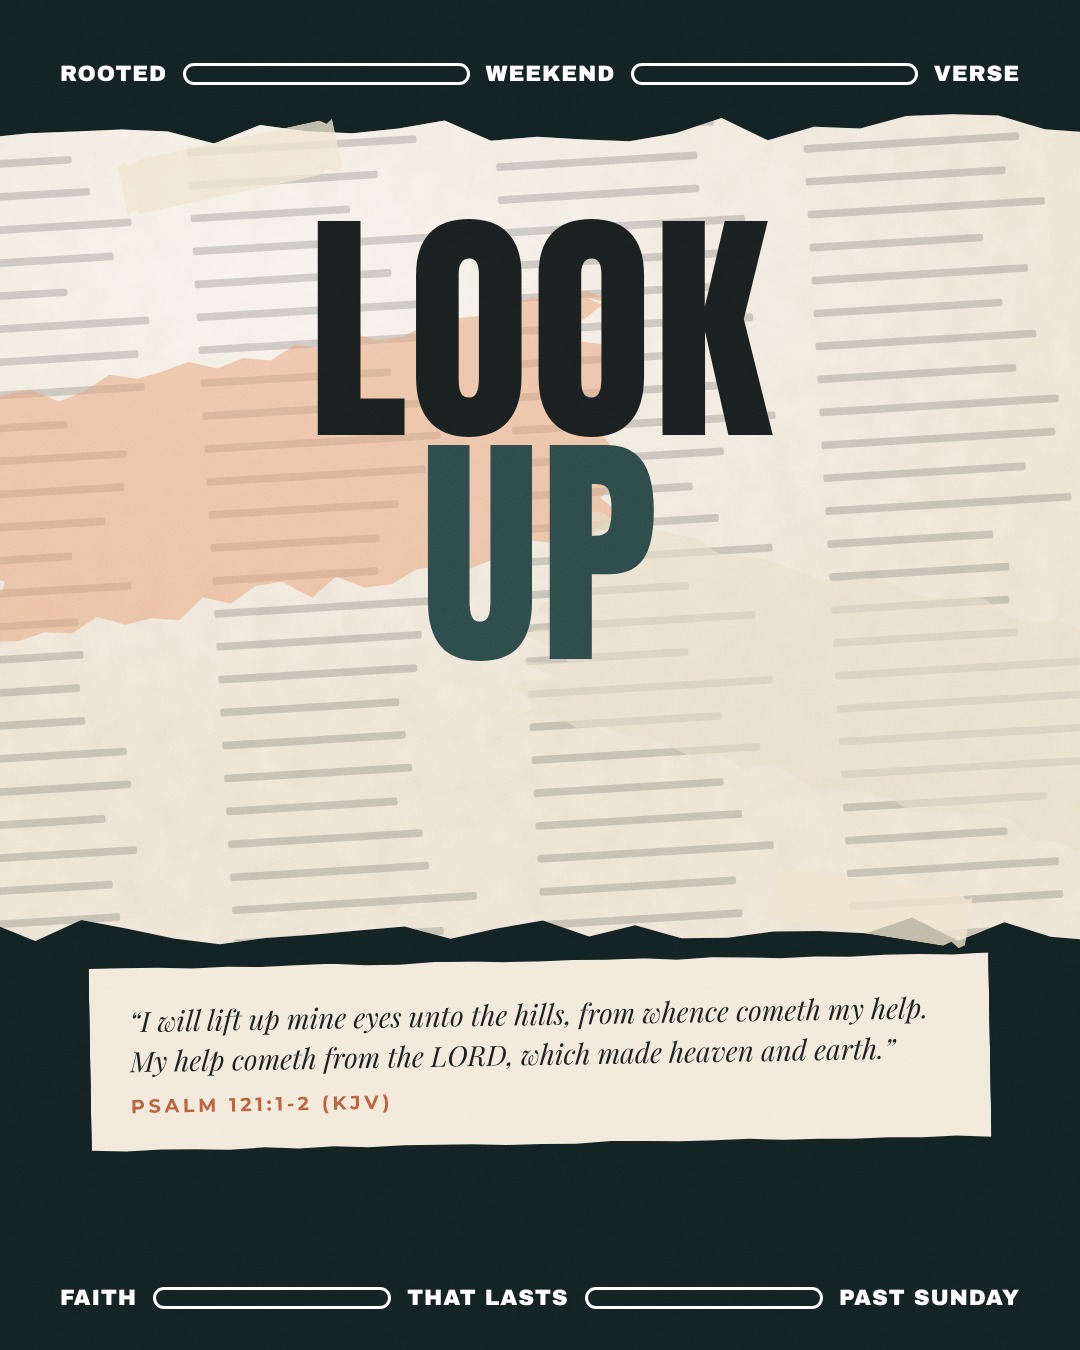 ROOTED WEEKEND VERSE
LOOK
UP
“I will lift up mine eyes unto the hills, from whence cometh my help.
My help cometh from the LORD, which made heaven and earth.”
PSALM 121:1-2 (KJV)
FAITH THAT LASTS PAST SUNDAY